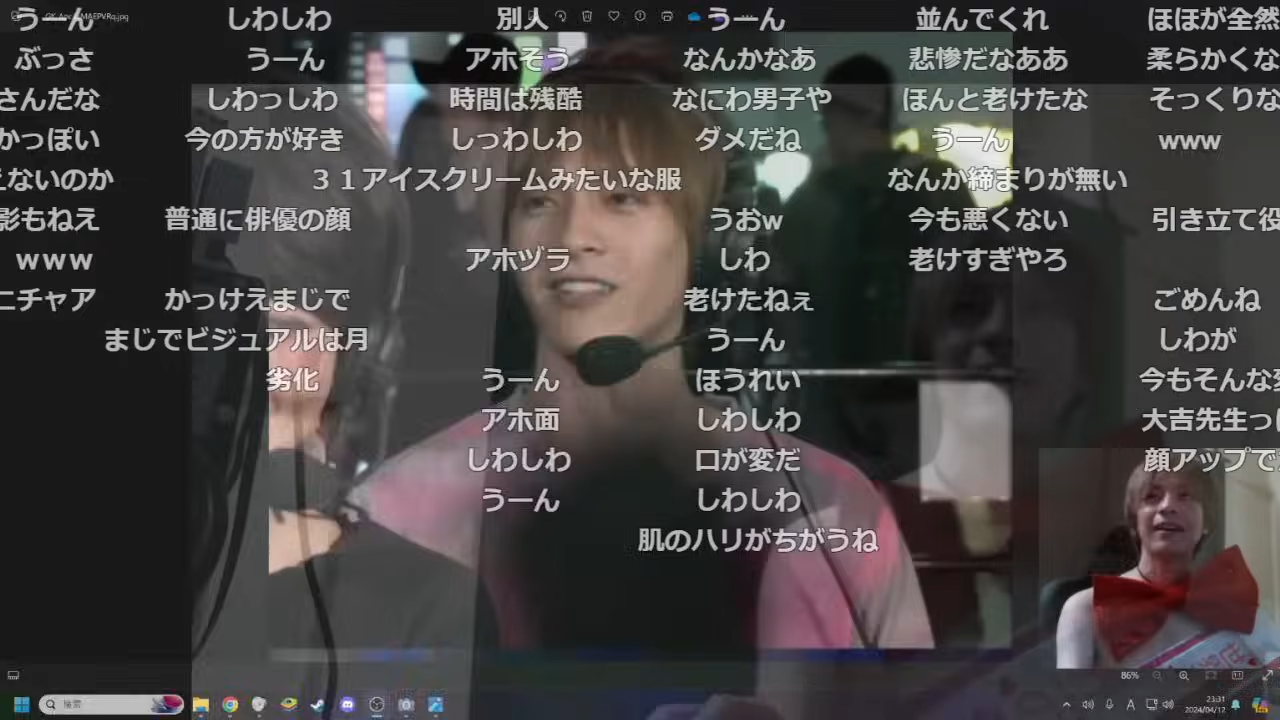 うーん しわしわ 別人 うーん 並んでくれ ほほが全然
ぶっさ うーん アホそう なんかなあ 悲惨だなああ 柔らかくな
さんだな しわっしわ 時間は残酷 なにわ男子や ほんと老けたな そっくりな
かっぽい 今の方が好き しっわしわ ダメだね うーん www
えないのか ３１アイスクリームみたいな服 なんか締まりが無い
影もねえ 普通に俳優の顔 うおw 今も悪くない 引き立て役
ｗｗｗ アホヅラ しわ 老けすぎやろ
ニチャア かっけえまじで 老けたねぇ ごめんね
まじでビジュアルは月 うーん しわが
劣化 うーん ほうれい 今もそんな
アホ面 しわしわ 大吉先生っ
しわしわ 口が変だ 顔アップで
うーん しわしわ
肌のハリがちがうね
86%
検索 A 23:31
2024/04/12